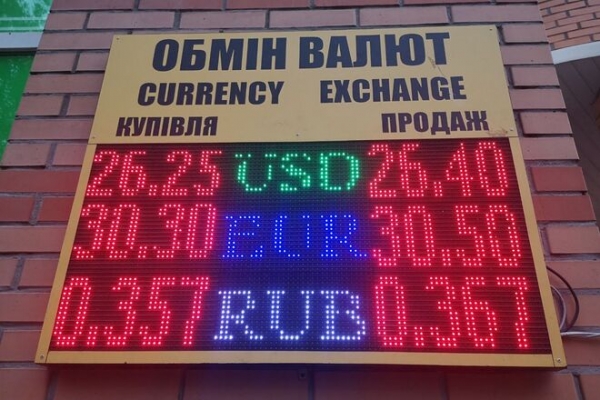 ОБМІН ВАЛЮТ
CURRENCY EXCHANGE
КУПІВЛЯ ПРОДАЖ
26.25 USD 26.40
30.30 EUR 30.50
0.357 RUB 0.367